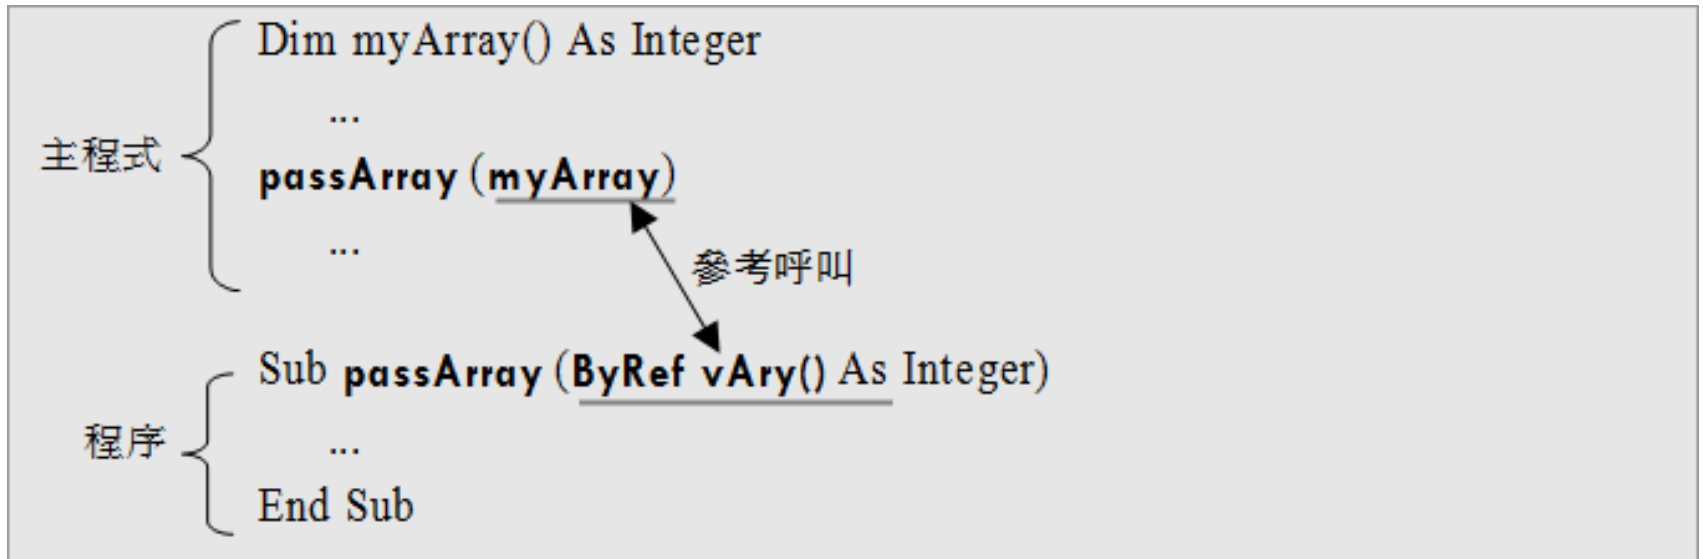 Dim myArray() As Integer
...
主程式
passArray (myArray)
...
參考呼叫
Sub passArray (ByRef vAry() As Integer)
程序
...
End Sub